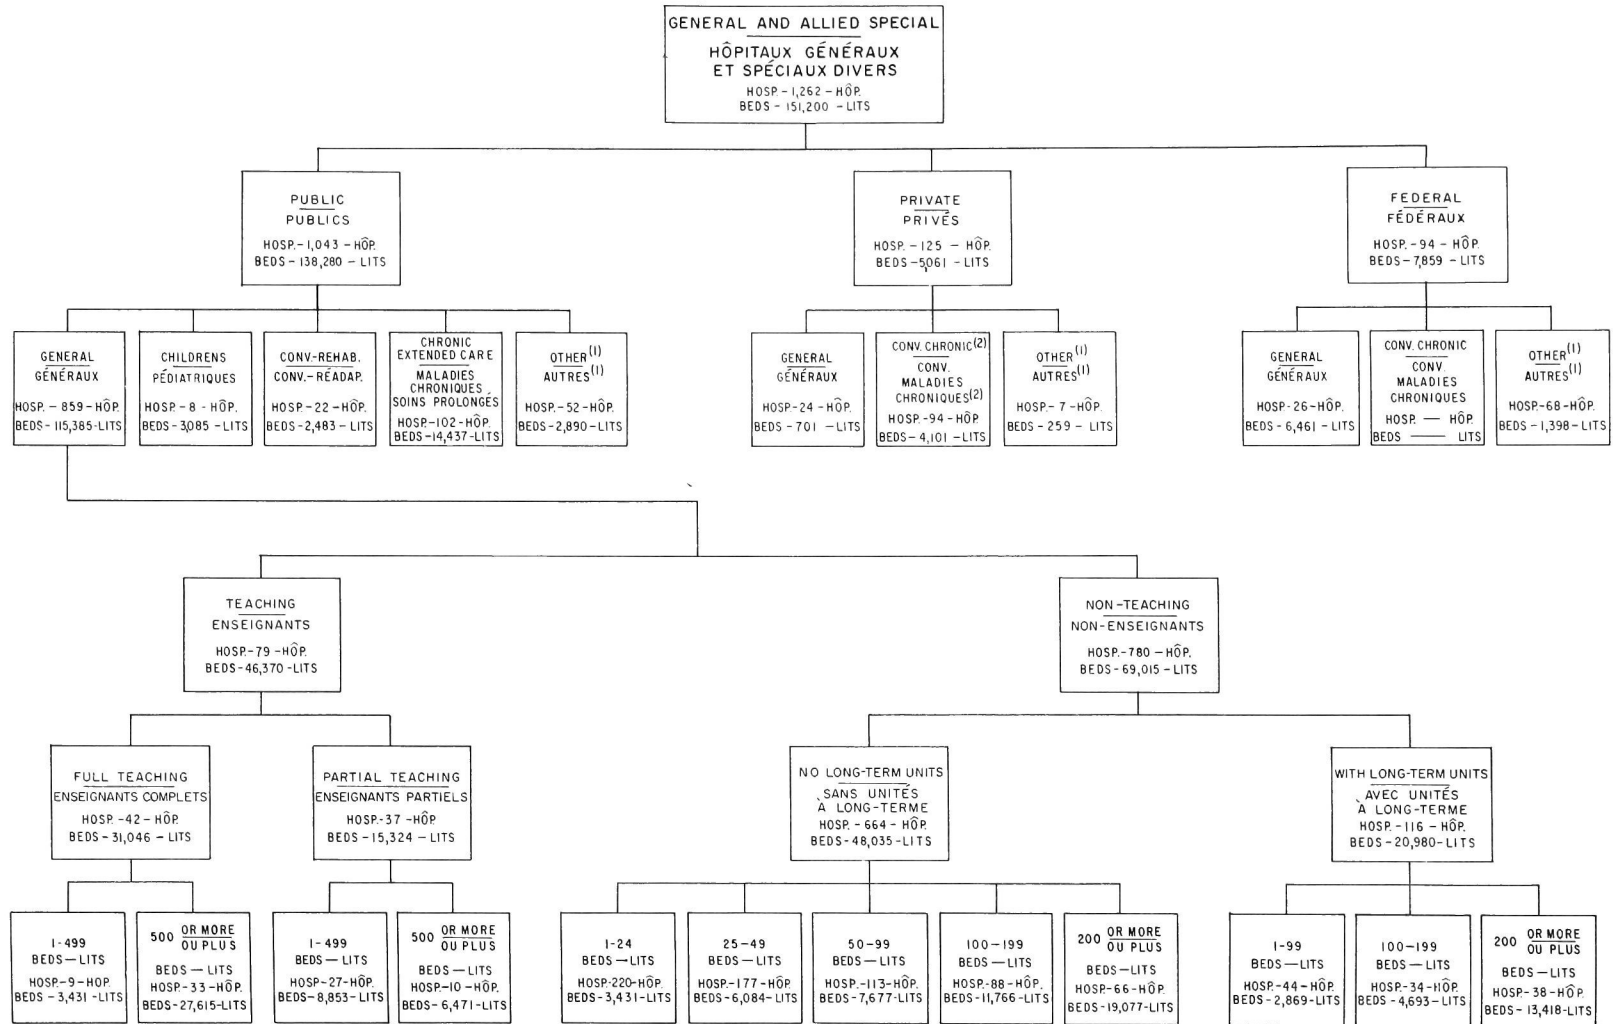 GENERAL AND ALLIED SPECIAL
HÔPITAUX GÉNÉRAUX
ET SPÉCIAUX DIVERS
HOSP. - 1,262 - HÔP.
BEDS - 151,200 - LITS
PUBLIC
PUBLICS
HOSP. - 1,043 - HÔP.
BEDS - 138,280 - LITS
PRIVATE
PRIVÉS
HOSP. - 125 - HÔP.
BEDS - 5,061 - LITS
FEDERAL
FÉDÉRAUX
HOSP. - 94 - HÔP.
BEDS - 7,859 - LITS
GENERAL
GÉNÉRAUX
HOSP. - 859 - HÔP.
BEDS - 115,385 - LITS
CHILDRENS
PÉDIATRIQUES
HOSP. - 8 - HÔP.
BEDS - 3,085 - LITS
CONV.-REHAB.
CONV.-RÉADAP.
HOSP. - 22 - HÔP.
BEDS - 2,483 - LITS
CHRONIC
EXTENDED CARE
MALADIES
CHRONIQUES
SOINS PROLONGÉS
HOSP. - 102 - HÔP.
BEDS - 14,437 - LITS
OTHER(1)
AUTRES(1)
HOSP. - 52 - HÔP.
BEDS - 2,890 - LITS
GENERAL
GÉNÉRAUX
HOSP. - 24 - HÔP.
BEDS - 701 - LITS
CONV. CHRONIC(2)
CONV.
MALADIES
CHRONIQUES(2)
HOSP. - 94 - HÔP.
BEDS - 4,101 - LITS
OTHER(1)
AUTRES(1)
HOSP. - 7 - HÔP.
BEDS - 259 - LITS
GENERAL
GÉNÉRAUX
HOSP. - 26 - HÔP.
BEDS - 6,461 - LITS
CONV. CHRONIC
CONV.
MALADIES
CHRONIQUES
HOSP. — HÔP.
BEDS — LITS
OTHER(1)
AUTRES(1)
HOSP. - 68 - HÔP.
BEDS - 1,398 - LITS
TEACHING
ENSEIGNANTS
HOSP. - 79 - HÔP.
BEDS - 46,370 - LITS
NON-TEACHING
NON-ENSEIGNANTS
HOSP. - 780 - HÔP.
BEDS - 69,015 - LITS
FULL TEACHING
ENSEIGNANTS COMPLETS
HOSP. - 42 - HÔP.
BEDS - 31,046 - LITS
PARTIAL TEACHING
ENSEIGNANTS PARTIELS
HOSP. - 37 - HÔP.
BEDS - 15,324 - LITS
NO LONG-TERM UNITS
SANS UNITÉS
À LONG-TERME
HOSP. - 664 - HÔP.
BEDS - 48,035 - LITS
WITH LONG-TERM UNITS
AVEC UNITÉS
À LONG-TERME
HOSP. - 116 - HÔP.
BEDS - 20,980 - LITS
1-499
BEDS — LITS
HOSP. - 9 - HOP.
BEDS - 3,431 - LITS
500 OR MORE
OU PLUS
BEDS — LITS
HOSP. - 33 - HÔP.
BEDS - 27,615 - LITS
1-499
BEDS — LITS
HOSP. - 27 - HÔP.
BEDS - 8,853 - LITS
500 OR MORE
OU PLUS
BEDS — LITS
HOSP. - 10 - HÔP.
BEDS - 6,471 - LITS
1-24
BEDS — LITS
HOSP. - 220 - HÔP.
BEDS - 3,431 - LITS
25-49
BEDS — LITS
HOSP. - 177 - HÔP.
BEDS - 6,084 - LITS
50-99
BEDS — LITS
HOSP. - 113 - HÔP.
BEDS - 7,677 - LITS
100-199
BEDS — LITS
HOSP. - 88 - HÔP.
BEDS - 11,766 - LITS
200 OR MORE
OU PLUS
BEDS — LITS
HOSP. - 66 - HÔP.
BEDS - 19,077 - LITS
1-99
BEDS — LITS
HOSP. - 44 - HÔP.
BEDS - 2,869 - LITS
100-199
BEDS — LITS
HOSP. - 34 - HÔP.
BEDS - 4,693 - LITS
200 OR MORE
OU PLUS
BEDS — LITS
HOSP. - 38 - HÔP.
BEDS - 13,418 - LITS